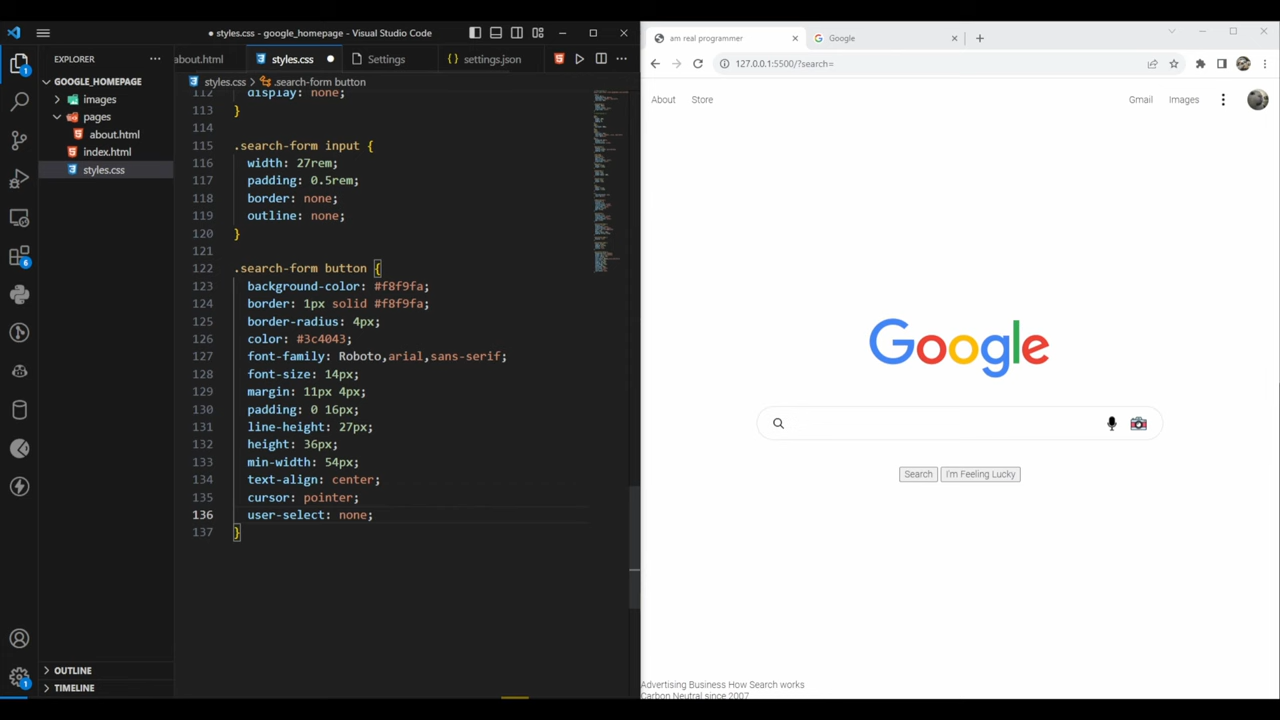 styles.css - google_homepage - Visual Studio Code
EXPLORER
about.html
styles.css
Settings
settings.json
GOOGLE_HOMEPAGE
images
pages
about.html
index.html
styles.css
OUTLINE
TIMELINE
1
6
1
styles.css > .search-form button
112 display: none;
113 }
114
115 .search-form input {
116 width: 27rem;
117 padding: 0.5rem;
118 border: none;
119 outline: none;
120 }
121
122 .search-form button {
123 background-color: #f8f9fa;
124 border: 1px solid #f8f9fa;
125 border-radius: 4px;
126 color: #3c4043;
127 font-family: Roboto,arial,sans-serif;
128 font-size: 14px;
129 margin: 11px 4px;
130 padding: 0 16px;
131 line-height: 27px;
132 height: 36px;
133 min-width: 54px;
134 text-align: center;
135 cursor: pointer;
136 user-select: none;
137 }
am real programmer
Google
127.0.0.1:5500/?search=
About Store
Gmail Images
Google
Search
I'm Feeling Lucky
Advertising Business How Search works
Carbon Neutral since 2007